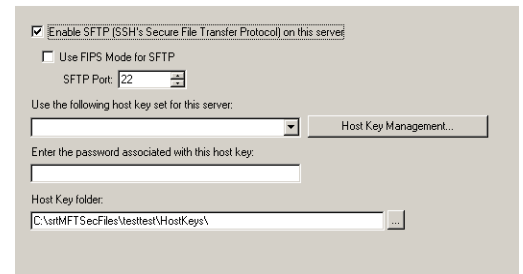 Enable SFTP (SSH's Secure File Transfer Protocol) on this server
Use FIPS Mode for SFTP
SFTP Port: 22
Use the following host key set for this server:
Host Key Management...
Enter the password associated with this host key:
Host Key folder:
C:\srtMFTSecFiles\testtest\HostKeys\
...